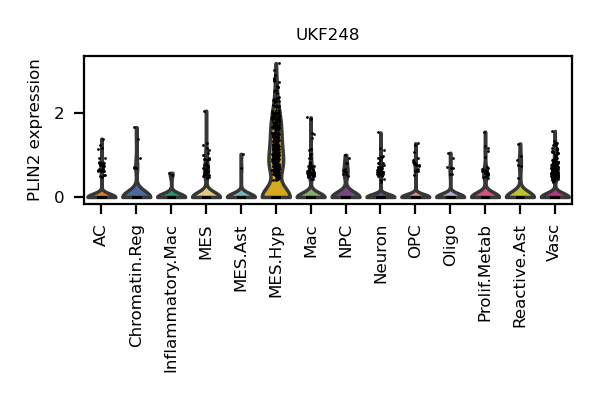 UKF248
PLIN2 expression
2
0
AC
Chromatin.Reg
Inflammatory.Mac
MES
MES.Ast
MES.Hyp
Mac
NPC
Neuron
OPC
Oligo
Prolif.Metab
Reactive.Ast
Vasc